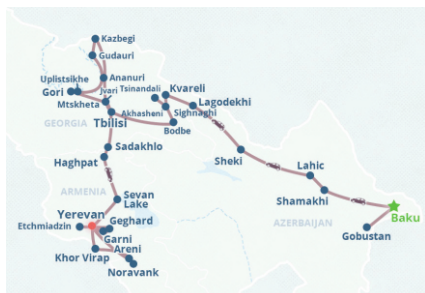 Kazbegi
Gudauri
Uplistsikhe
Ananuri
Gori
Jvari
Tsinandali
Kvareli
Mtskheta
Lagodekhi
Akhasheni
Sighnaghi
GEORGIA
Tbilisi
Bodbe
Sadakhlo
Haghpat
Sheki
Lahic
ARMENIA
Sevan
Lake
Shamakhi
Yerevan
Geghard
Baku
Etchmiadzin
Garni
AZERBAIJAN
Gobustan
Areni
Khor Virap
Noravank